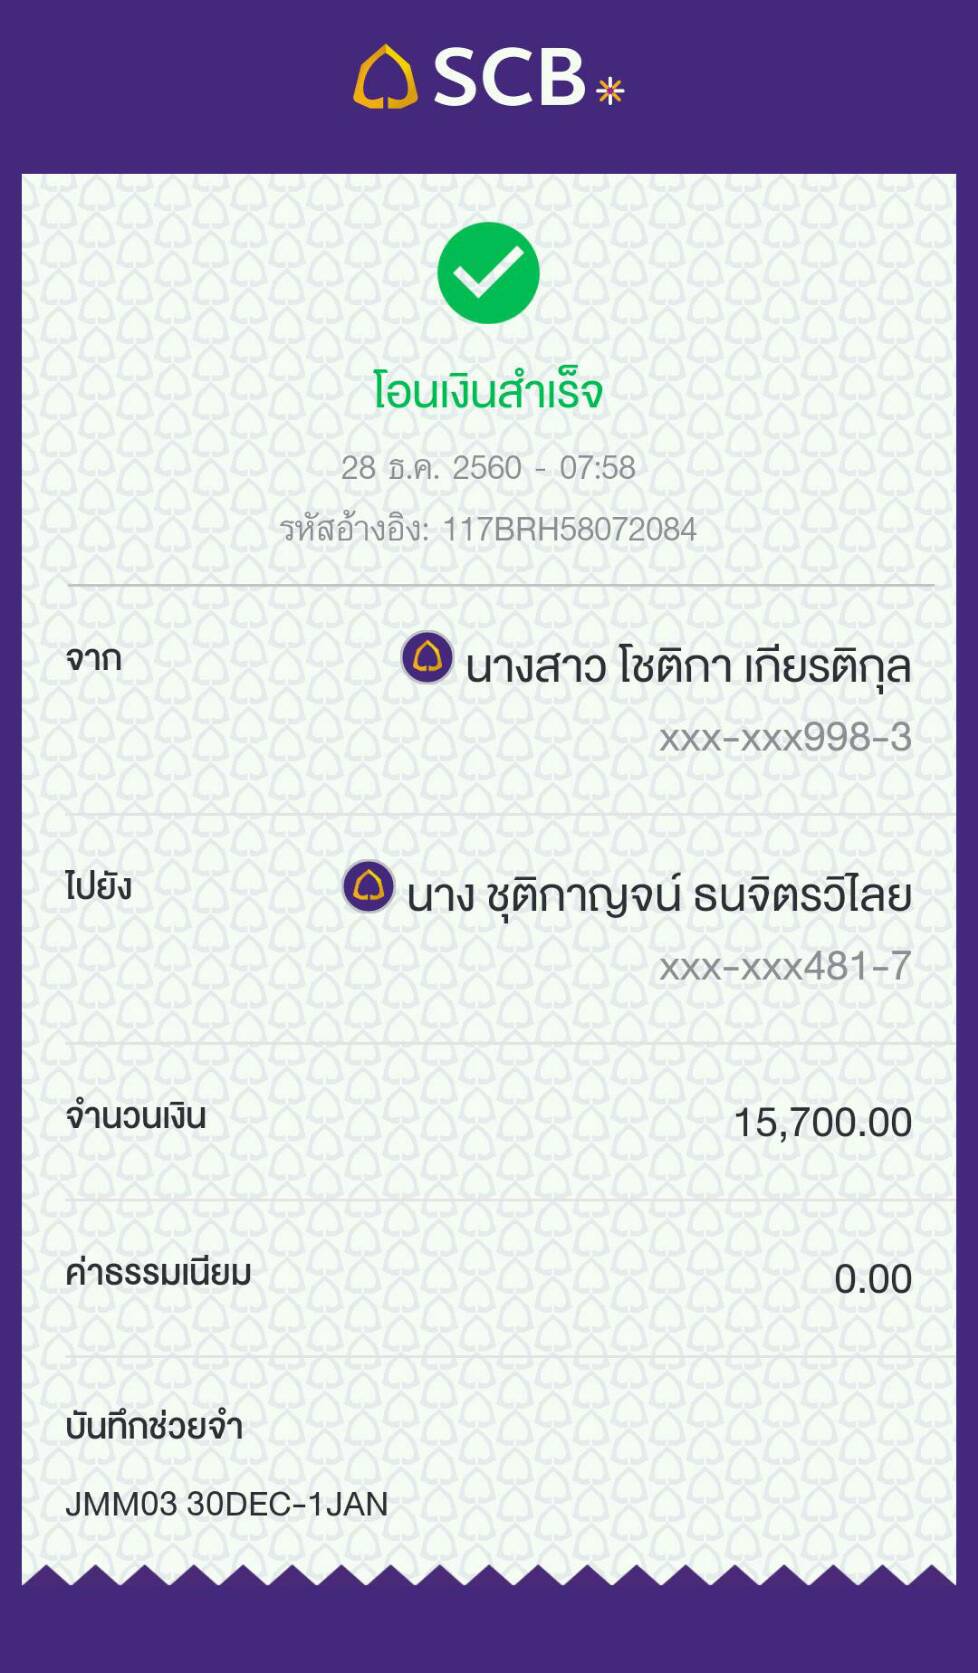 SCB
โอนเงินสำเร็จ
28 ธ.ค. 2560 - 07:58
รหัสอ้างอิง: 117BRH58072084
จาก
นางสาว โชติกา เกียรติกุล
xxx-xxx998-3
ไปยัง
นาง ชุติกาญจน์ ธนจิตรวิไลย
xxx-xxx481-7
จำนวนเงิน
15,700.00
ค่าธรรมเนียม
0.00
บันทึกช่วยจำ
JMM03 30DEC-1JAN